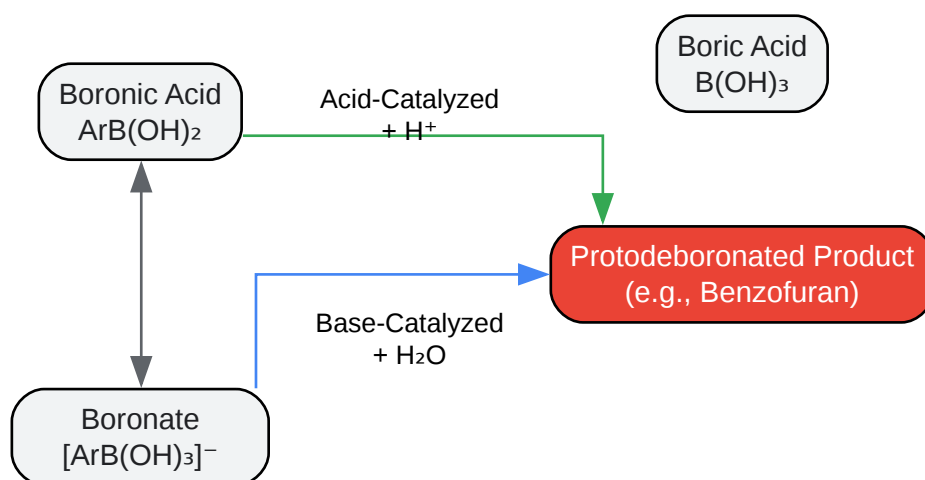 Boric Acid
B(OH)₃
Boronic Acid
ArB(OH)₂
Acid-Catalyzed
+ H⁺
Protodeboronated Product
(e.g., Benzofuran)
Base-Catalyzed
+ H₂O
Boronate
[ArB(OH)₃]⁻